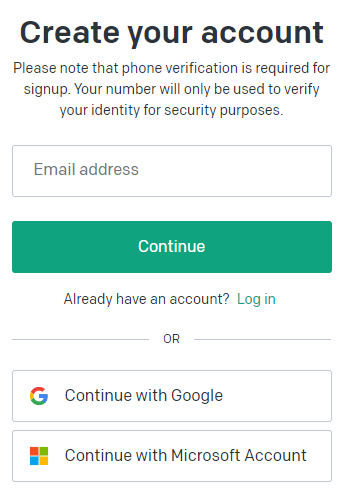 Create your account
Please note that phone verification is required for
signup. Your number will only be used to verify
your identity for security purposes.
Email address
Continue
Already have an account? Log in
OR
Continue with Google
Continue with Microsoft Account